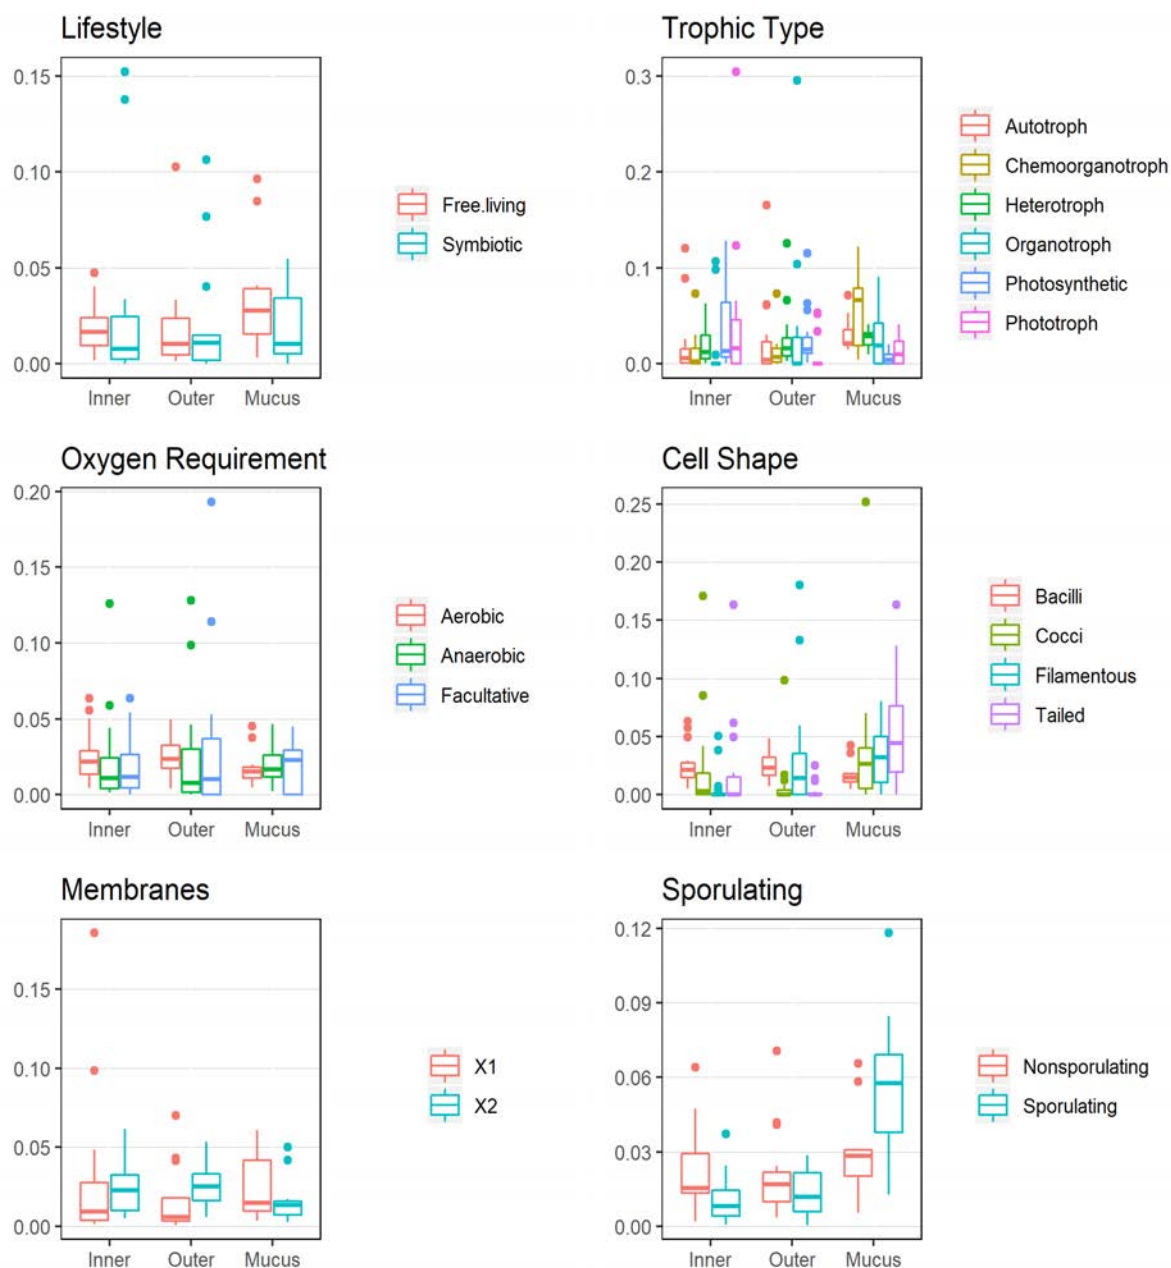 Lifestyle
0.15
0.10
0.05
0.00
Inner Outer Mucus
Free.living
Symbiotic
Trophic Type
0.3
0.2
0.1
0.0
Inner Outer Mucus
Autotroph
Chemoorganotroph
Heterotroph
Organotroph
Photosynthetic
Phototroph
Oxygen Requirement
0.20
0.15
0.10
0.05
0.00
Inner Outer Mucus
Aerobic
Anaerobic
Facultative
Cell Shape
0.25
0.20
0.15
0.10
0.05
0.00
Inner Outer Mucus
Bacilli
Cocci
Filamentous
Tailed
Membranes
0.15
0.10
0.05
0.00
Inner Outer Mucus
X1
X2
Sporulating
0.12
0.09
0.06
0.03
0.00
Inner Outer Mucus
Nonsporulating
Sporulating